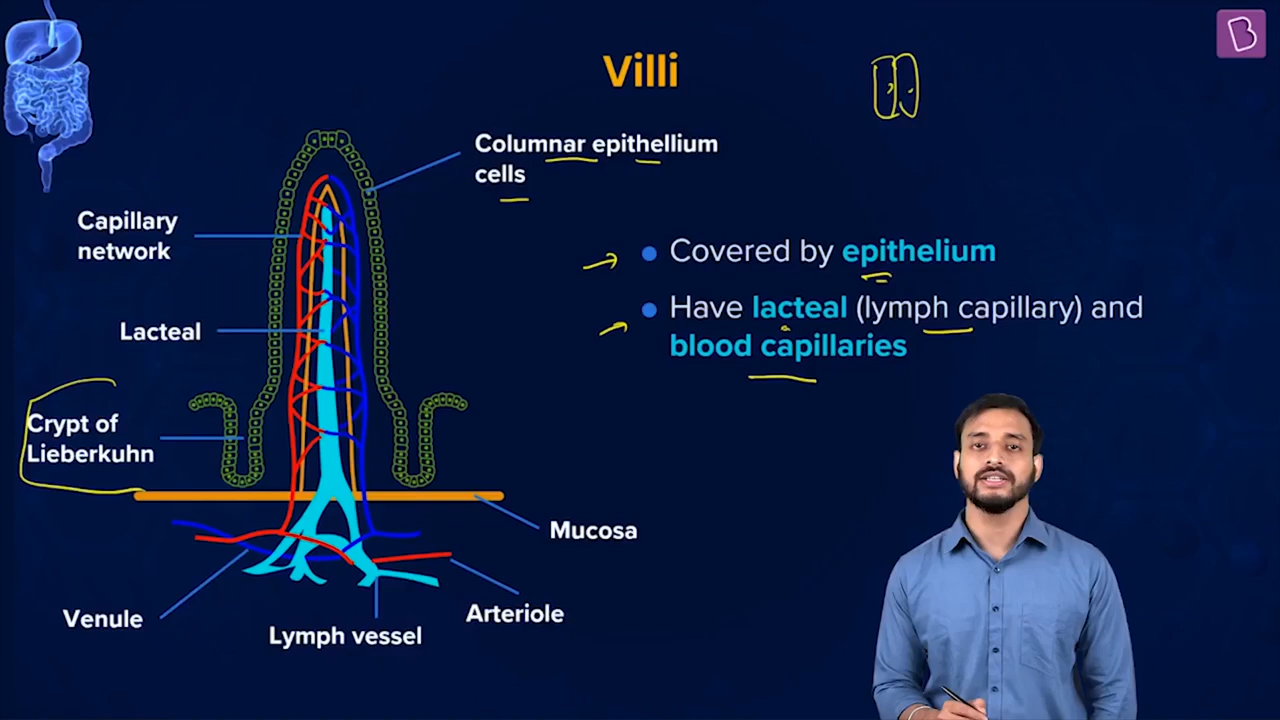 Villi
Columnar epithellium
cells
Capillary
network
Covered by epithelium
Have lacteal (lymph capillary) and
blood capillaries
Lacteal
Crypt of
Lieberkuhn
Mucosa
Venule
Lymph vessel
Arteriole
B